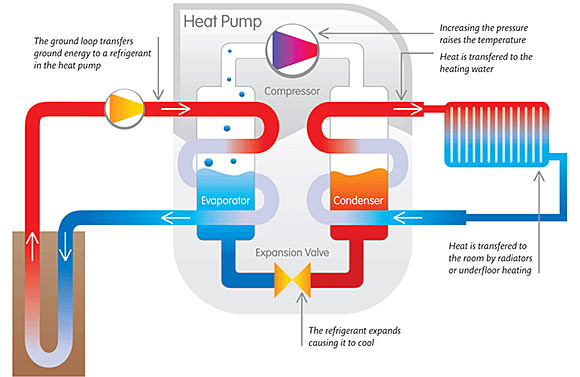 Heat Pump
The ground loop transfers
ground energy to a refrigerant
in the heat pump
Increasing the pressure
raises the temperature
Heat is transfered to the
heating water
Compressor
Evaporator
Condenser
Expansion Valve
Heat is transfered to
the room by radiators
or underfloor heating
The refrigerant expands
causing it to cool